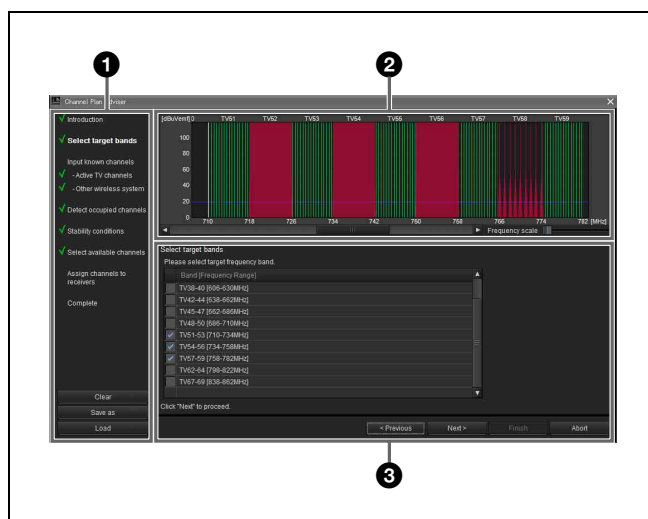 1
2
Channel Plan Adviser
Introduction
Select target bands
Input known channels
- Active TV channels
- Other wireless system
Detect occupied channels
Stability conditions
Select available channels
Assign channels to
receivers
Complete
Clear
Save as
Load
[dBuVemf] 0 TV51 TV52 TV53 TV54 TV55 TV56 TV57 TV58 TV59
100
80
60
40
20
0
710 718 726 734 742 750 758 766 774 782 [MHz]
Frequency scale
Select target bands
Please select target frequency band.
Band [Frequency Range]
TV38-40 [606-630MHz]
TV42-44 [638-662MHz]
TV45-47 [662-686MHz]
TV48-50 [686-710MHz]
TV51-53 [710-734MHz]
TV54-56 [734-758MHz]
TV57-59 [758-782MHz]
TV62-64 [798-822MHz]
TV67-69 [838-862MHz]
Click "Next" to proceed.
< Previous Next > Finish Abort
3